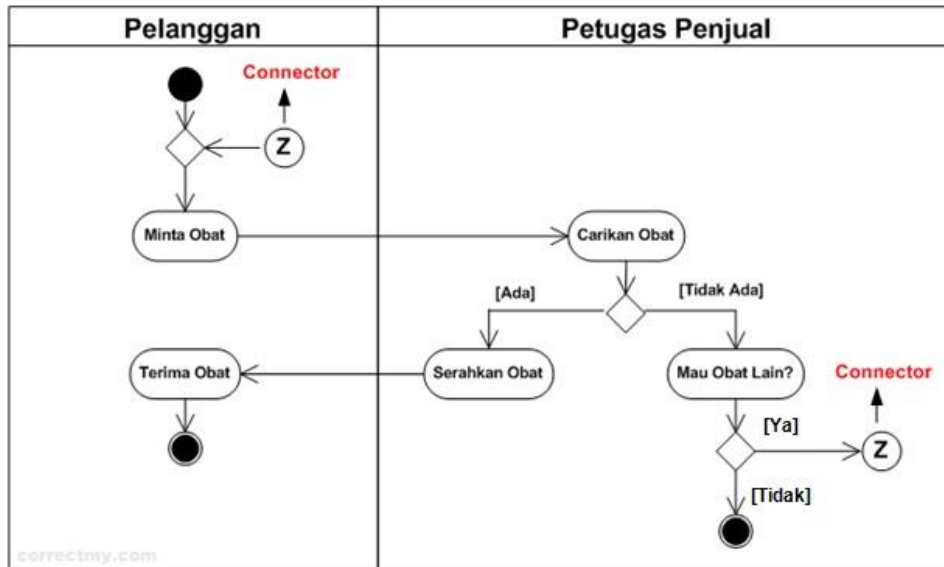 Pelanggan
Petugas Penjual
Connector
Z
Minta Obat
Carikan Obat
[Ada]
[Tidak Ada]
Terima Obat
Serahkan Obat
Mau Obat Lain?
Connector
[Ya]
Z
[Tidak]
correctmy.com